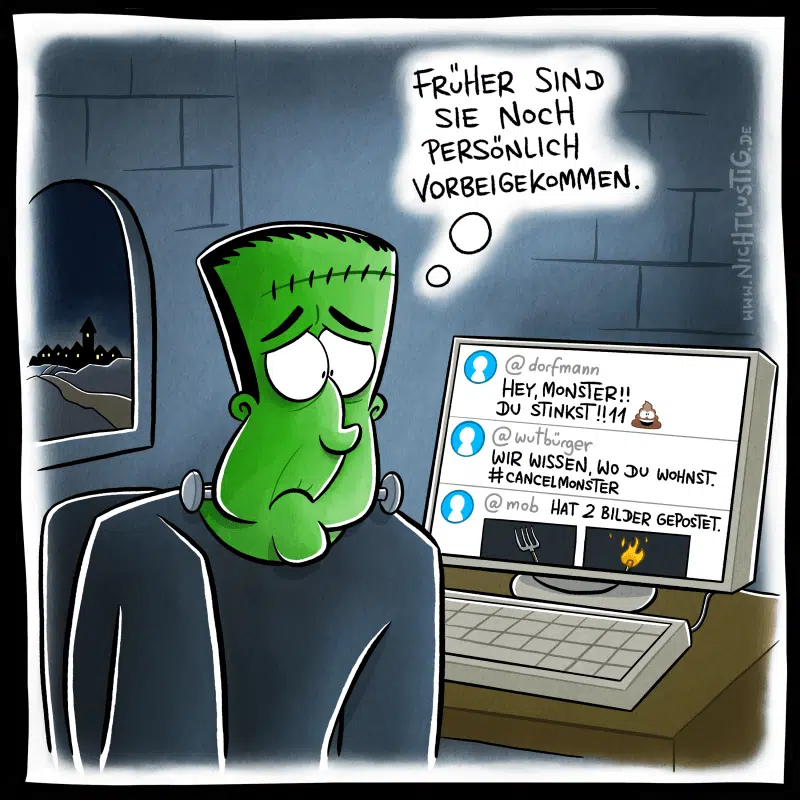 FRÜHER SIND
SIE NOCH
PERSÖNLICH
VORBEIGEKOMMEN.
www.NICHTLUSTIG.DE
@dorfmann
HEY, MONSTER!!
DU STINKST!!11 💩
@wutbürger
WIR WISSEN, WO DU WOHNST.
#CANCELMONSTER
@mob HAT 2 BILDER GEPOSTET.